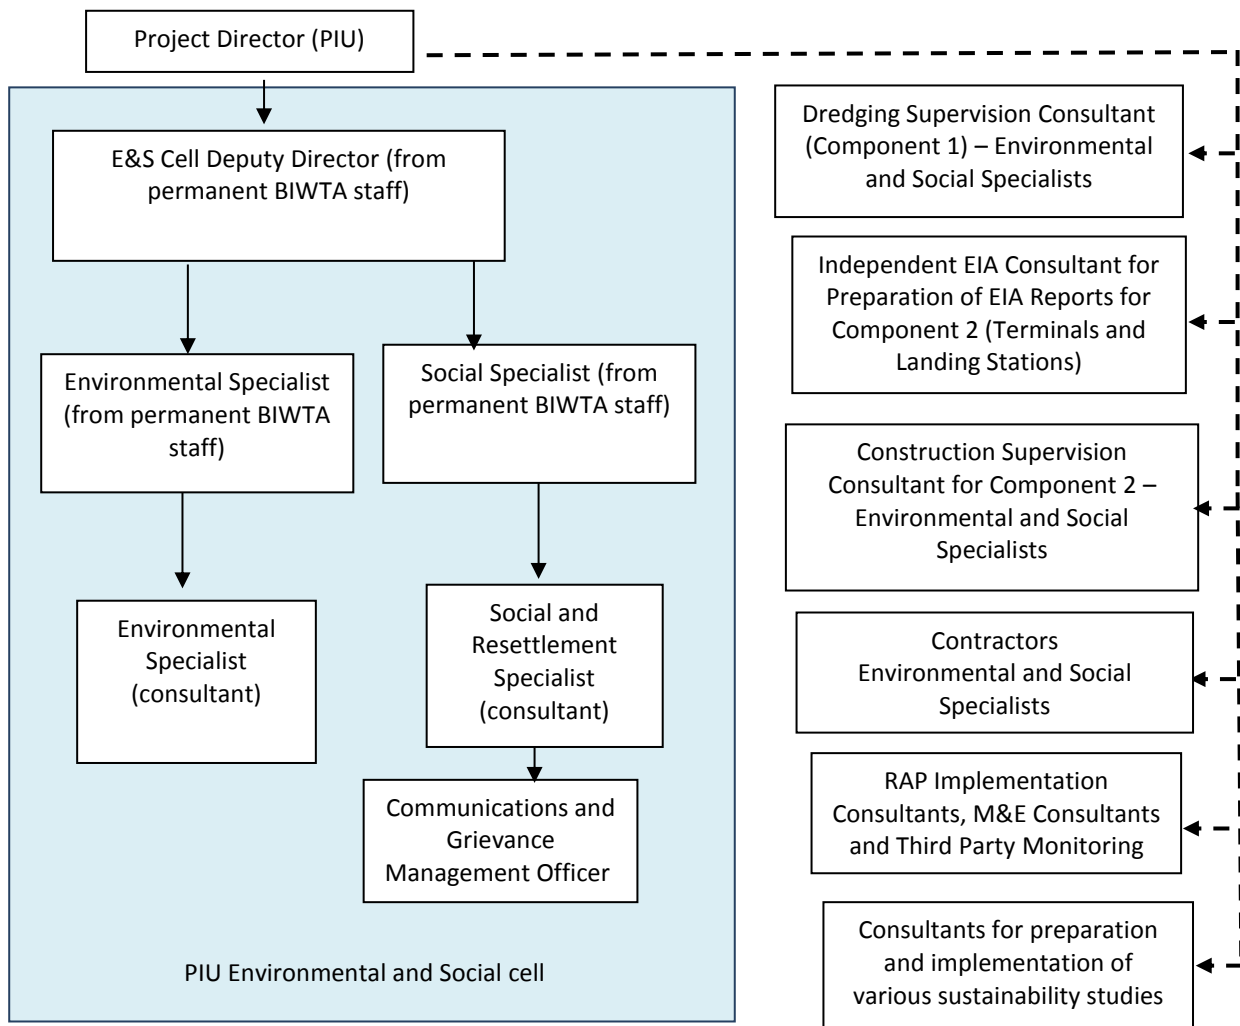 Project Director (PIU)
E&S Cell Deputy Director (from
permanent BIWTA staff)
Environmental Specialist
(from permanent BIWTA
staff)
Social Specialist (from
permanent BIWTA staff)
Environmental
Specialist
(consultant)
Social and
Resettlement
Specialist
(consultant)
Communications and
Grievance
Management Officer
PIU Environmental and Social cell
Dredging Supervision Consultant
(Component 1) – Environmental
and Social Specialists
Independent EIA Consultant for
Preparation of EIA Reports for
Component 2 (Terminals and
Landing Stations)
Construction Supervision
Consultant for Component 2 –
Environmental and Social
Specialists
Contractors
Environmental and Social
Specialists
RAP Implementation
Consultants, M&E Consultants
and Third Party Monitoring
Consultants for preparation
and implementation of
various sustainability studies